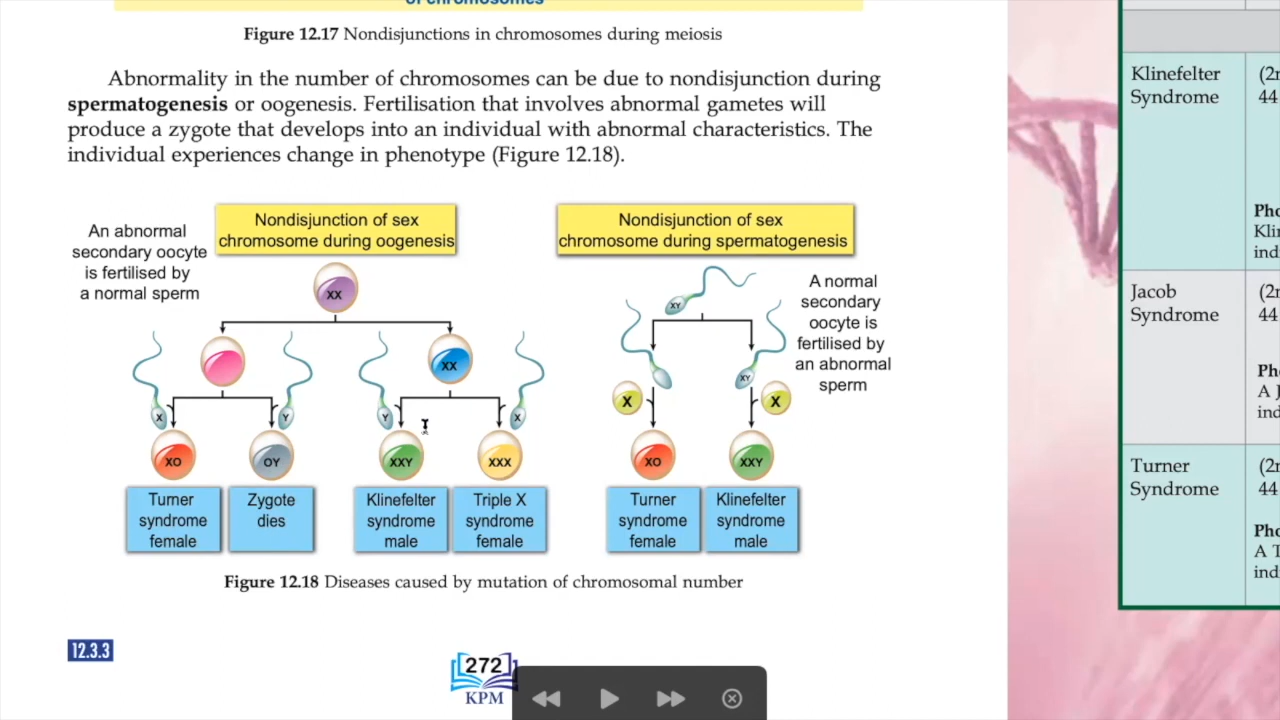 of chromosomes
Figure 12.17 Nondisjunctions in chromosomes during meiosis
Abnormality in the number of chromosomes can be due to nondisjunction during
spermatogenesis or oogenesis. Fertilisation that involves abnormal gametes will
produce a zygote that develops into an individual with abnormal characteristics. The
individual experiences change in phenotype (Figure 12.18).
An abnormal
secondary oocyte
is fertilised by
a normal sperm
Nondisjunction of sex
chromosome during oogenesis
XX
XX
X
Y
Y
X
XO
OY
XXY
XXX
Turner
syndrome
female
Zygote
dies
Klinefelter
syndrome
male
Triple X
syndrome
female
Nondisjunction of sex
chromosome during spermatogenesis
A normal
secondary
oocyte is
fertilised by
an abnormal
sperm
XY
XY
X
X
XO
XXY
Turner
syndrome
female
Klinefelter
syndrome
male
Figure 12.18 Diseases caused by mutation of chromosomal number
12.3.3
272
KPM
Klinefelter
Syndrome
44
Jacob
Syndrome
44
A J
Turner
Syndrome
44
A T